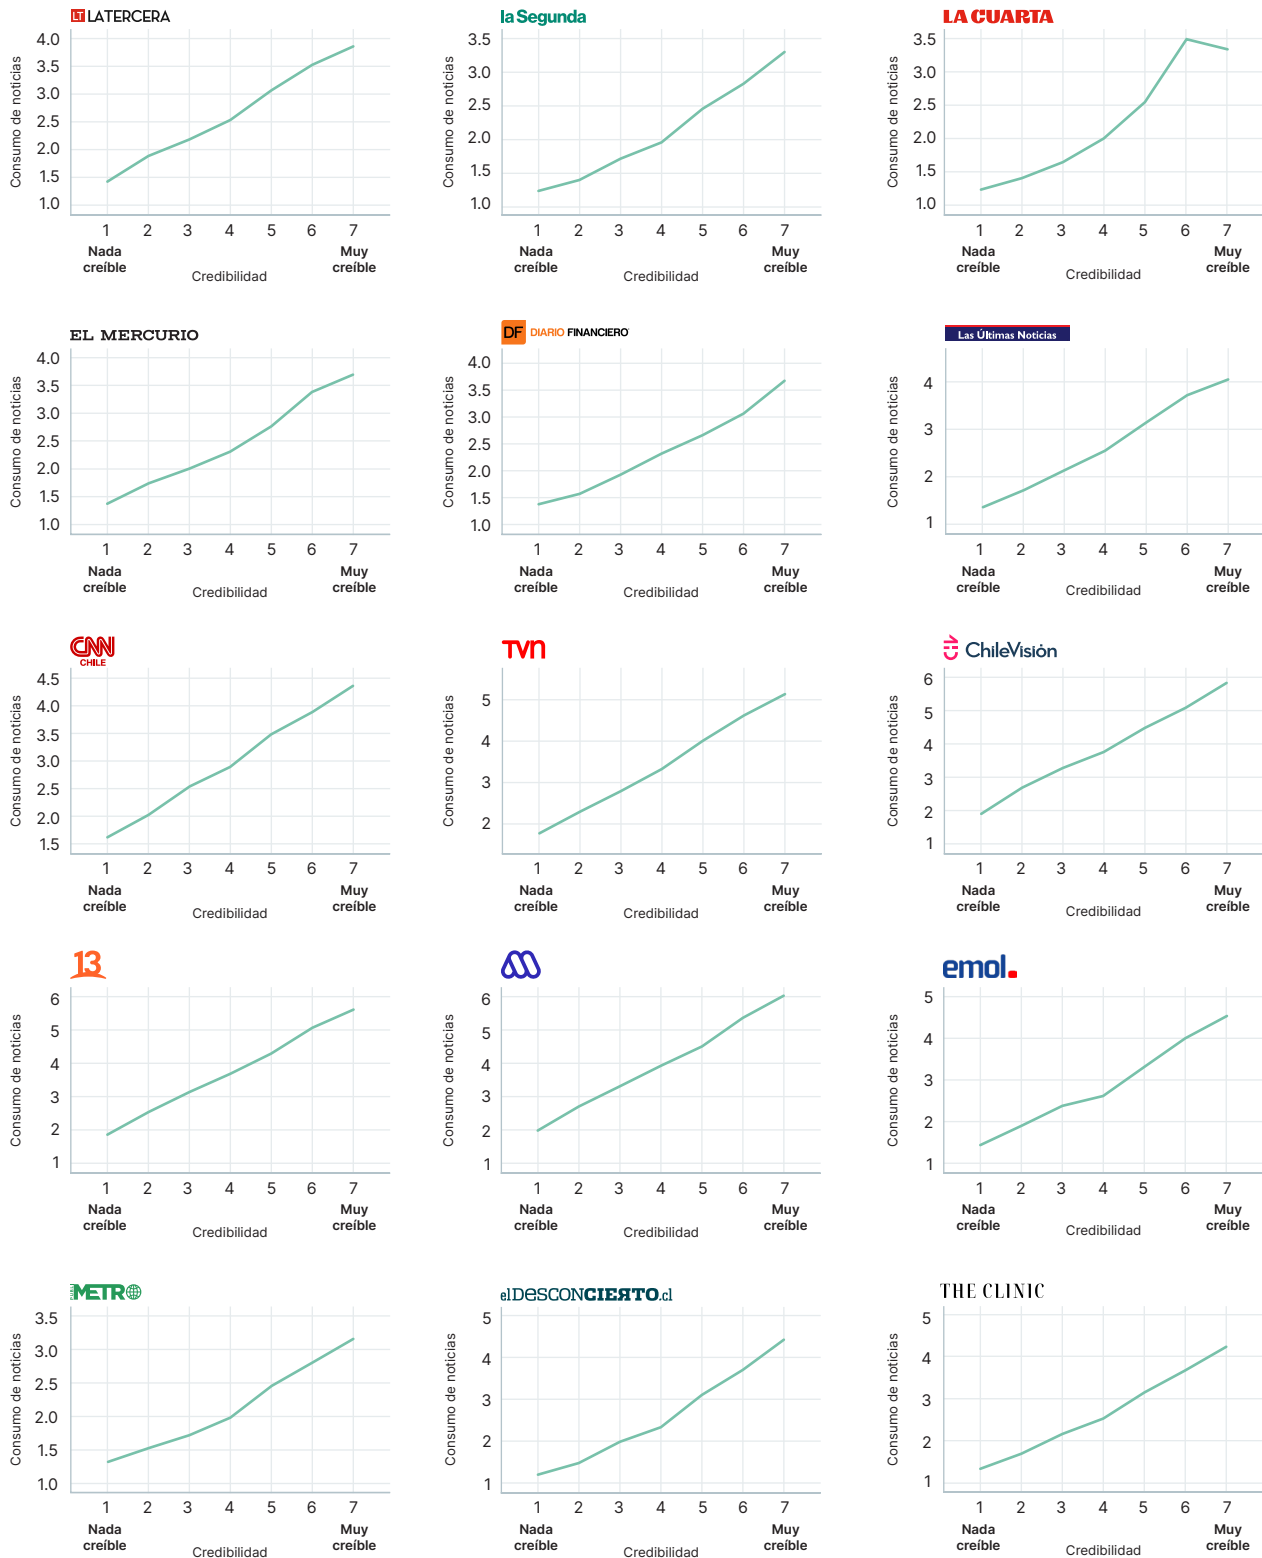 LT LATERCERA
4.0
3.5
3.0
2.5
2.0
1.5
1.0
Consumo de noticias
1 2 3 4 5 6 7
Nada creíble
Muy creíble
Credibilidad
la Segunda
3.5
3.0
2.5
2.0
1.5
1.0
Consumo de noticias
1 2 3 4 5 6 7
Nada creíble
Muy creíble
Credibilidad
LA CUARTA
3.5
3.0
2.5
2.0
1.5
1.0
Consumo de noticias
1 2 3 4 5 6 7
Nada creíble
Muy creíble
Credibilidad
EL MERCURIO
4.0
3.5
3.0
2.5
2.0
1.5
1.0
Consumo de noticias
1 2 3 4 5 6 7
Nada creíble
Muy creíble
Credibilidad
DF DIARIO FINANCIERO
4.0
3.5
3.0
2.5
2.0
1.5
1.0
Consumo de noticias
1 2 3 4 5 6 7
Nada creíble
Muy creíble
Credibilidad
Las Últimas Noticias
4
3
2
1
Consumo de noticias
1 2 3 4 5 6 7
Nada creíble
Muy creíble
Credibilidad
CNN
CHILE
4.5
4.0
3.5
3.0
2.5
2.0
1.5
Consumo de noticias
1 2 3 4 5 6 7
Nada creíble
Muy creíble
Credibilidad
TVN
5
4
3
2
Consumo de noticias
1 2 3 4 5 6 7
Nada creíble
Muy creíble
Credibilidad
CHV ChileVisión
6
5
4
3
2
1
Consumo de noticias
1 2 3 4 5 6 7
Nada creíble
Muy creíble
Credibilidad
13
6
5
4
3
2
1
Consumo de noticias
1 2 3 4 5 6 7
Nada creíble
Muy creíble
Credibilidad
6
5
4
3
2
1
Consumo de noticias
1 2 3 4 5 6 7
Nada creíble
Muy creíble
Credibilidad
emol.
5
4
3
2
1
Consumo de noticias
1 2 3 4 5 6 7
Nada creíble
Muy creíble
Credibilidad
METRO
3.5
3.0
2.5
2.0
1.5
1.0
Consumo de noticias
1 2 3 4 5 6 7
Nada creíble
Muy creíble
Credibilidad
elDESCONCIERTO.cl
5
4
3
2
1
Consumo de noticias
1 2 3 4 5 6 7
Nada creíble
Muy creíble
Credibilidad
THE CLINIC
5
4
3
2
1
Consumo de noticias
1 2 3 4 5 6 7
Nada creíble
Muy creíble
Credibilidad